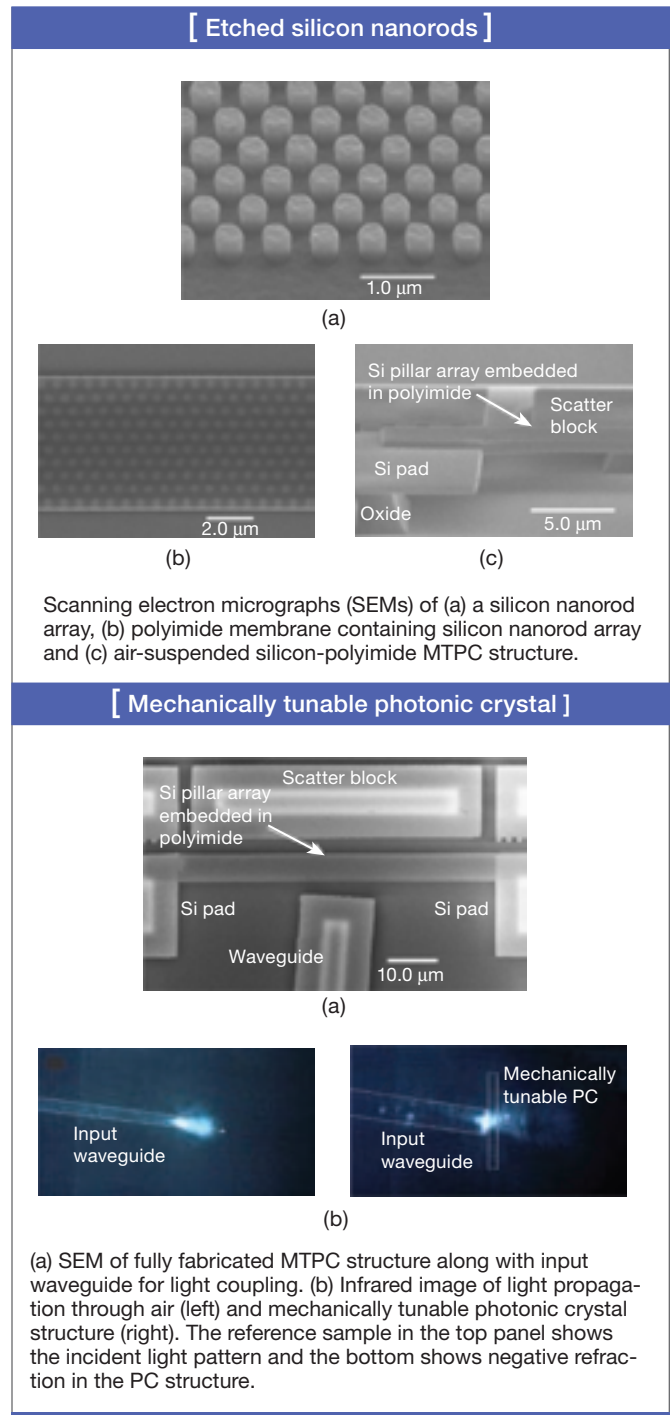 [ Etched silicon nanorods ]
1.0 µm
(a)
2.0 µm
(b)
Si pillar array embedded
in polyimide
Scatter
block
Si pad
Oxide
5.0 µm
(c)
Scanning electron micrographs (SEMs) of (a) a silicon nanorod
array, (b) polyimide membrane containing silicon nanorod array
and (c) air-suspended silicon-polyimide MTPC structure.
[ Mechanically tunable photonic crystal ]
Scatter block
Si pillar array
embedded in
polyimide
Si pad
Si pad
Waveguide
10.0 µm
(a)
Input
waveguide
Mechanically
tunable PC
Input
waveguide
(b)
(a) SEM of fully fabricated MTPC structure along with input
waveguide for light coupling. (b) Infrared image of light propaga-
tion through air (left) and mechanically tunable photonic crystal
structure (right). The reference sample in the top panel shows
the incident light pattern and the bottom shows negative refrac-
tion in the PC structure.